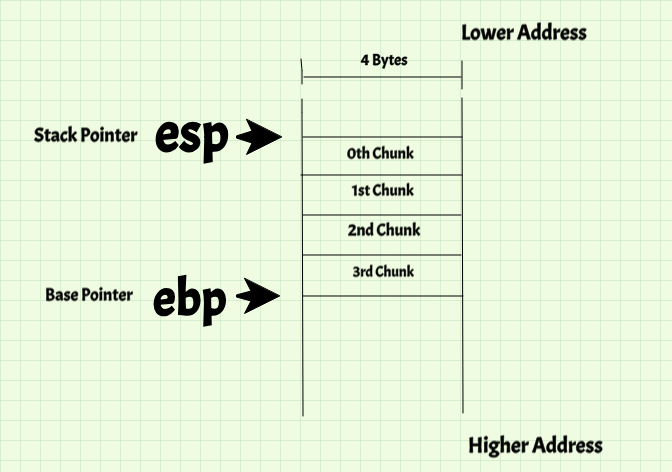 Lower Address
4 Bytes
Stack Pointer esp
0th Chunk
1st Chunk
2nd Chunk
3rd Chunk
Base Pointer ebp
Higher Address